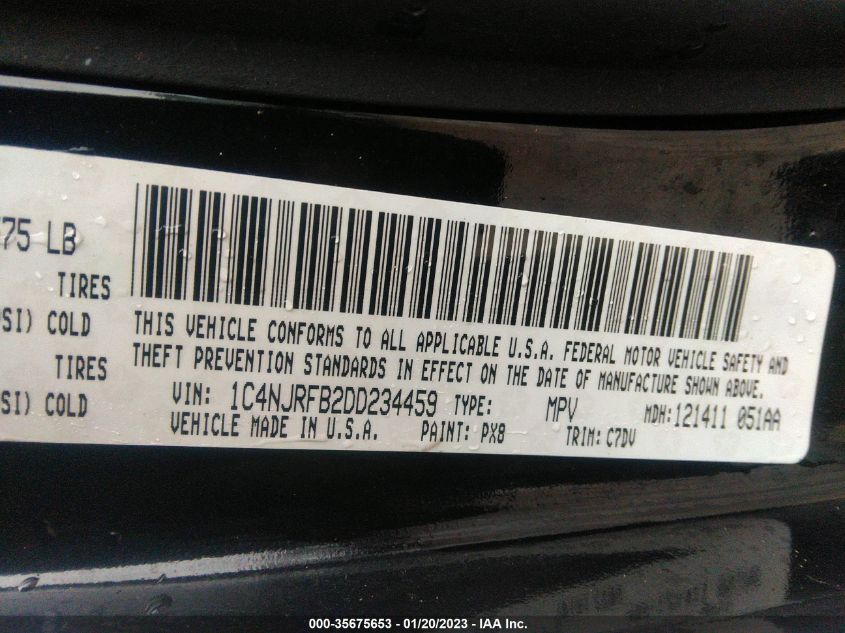 75 LB
TIRES
SI) COLD
TIRES
SI) COLD
THIS VEHICLE CONFORMS TO ALL APPLICABLE U.S.A. FEDERAL MOTOR VEHICLE SAFETY AND
THEFT PREVENTION STANDARDS IN EFFECT ON THE DATE OF MANUFACTURE SHOWN ABOVE.
VIN: 1C4NJRFB2DD234459 TYPE: MPV MDH:121411 051AA
VEHICLE MADE IN U.S.A. PAINT: PX8 TRIM: C7DV
000-35675653 — 01/20/2023 — IAA Inc.